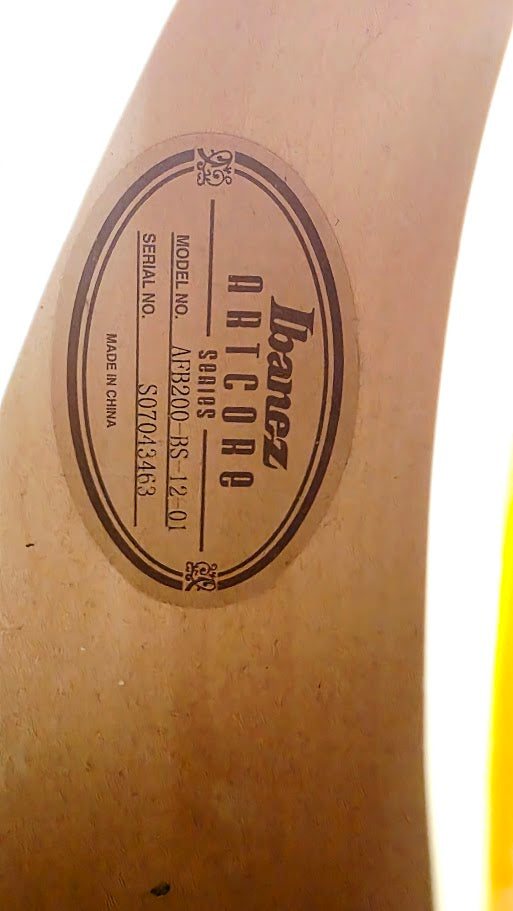 Ibanez
ARTCORE
series
MODEL NO. AFB200-BS-12-01
SERIAL NO. S07043463
MADE IN CHINA